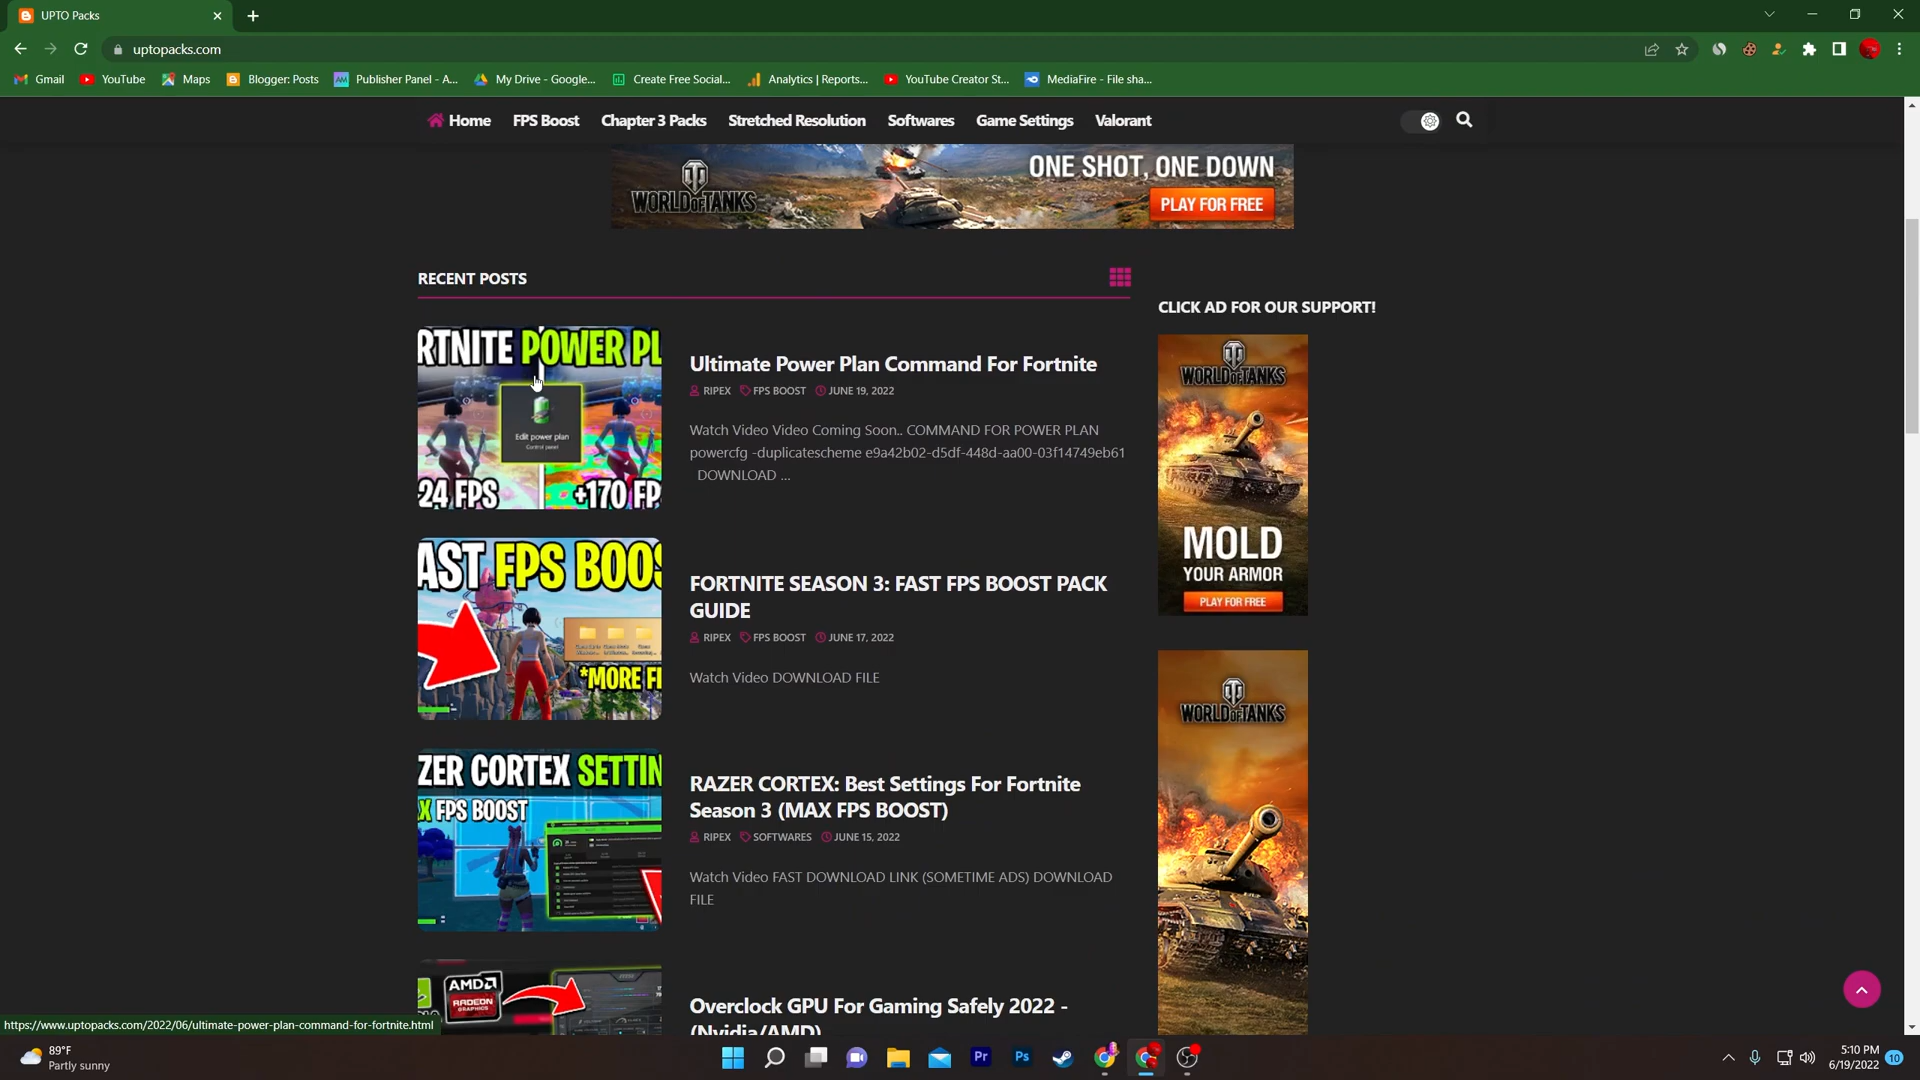 UPTO Packs
uptopacks.com
Gmail
YouTube
Maps
Blogger: Posts
Publisher Panel - A...
My Drive - Google...
Create Free Social...
Analytics | Reports...
YouTube Creator St...
MediaFire - File sha...
Home
FPS Boost
Chapter 3 Packs
Stretched Resolution
Softwares
Game Settings
Valorant
WORLD OF TANKS
ONE SHOT, ONE DOWN
PLAY FOR FREE
RECENT POSTS
CLICK AD FOR OUR SUPPORT!
RTNITE POWER PL
Edit power plan
Control panel
24 FPS
+170 FP
Ultimate Power Plan Command For Fortnite
RIPEX FPS BOOST JUNE 19, 2022
Watch Video Video Coming Soon.. COMMAND FOR POWER PLAN
powercfg -duplicatescheme e9a42b02-d5df-448d-aa00-03f14749eb61
DOWNLOAD ...
WORLD OF TANKS
MOLD
YOUR ARMOR
PLAY FOR FREE
AST FPS BOOS
*MORE F
FORTNITE SEASON 3: FAST FPS BOOST PACK
GUIDE
RIPEX FPS BOOST JUNE 17, 2022
Watch Video DOWNLOAD FILE
WORLD OF TANKS
ZER CORTEX SETTIN
X FPS BOOST
RAZER CORTEX: Best Settings For Fortnite
Season 3 (MAX FPS BOOST)
RIPEX SOFTWARES JUNE 15, 2022
Watch Video FAST DOWNLOAD LINK (SOMETIME ADS) DOWNLOAD
FILE
AMD
RADEON
GRAPHICS
Overclock GPU For Gaming Safely 2022 -
(Nvidia/AMD)
https://www.uptopacks.com/2022/06/ultimate-power-plan-command-for-fortnite.html
89°F
Partly sunny
Pr
Ps
5:10 PM
6/19/2022
10